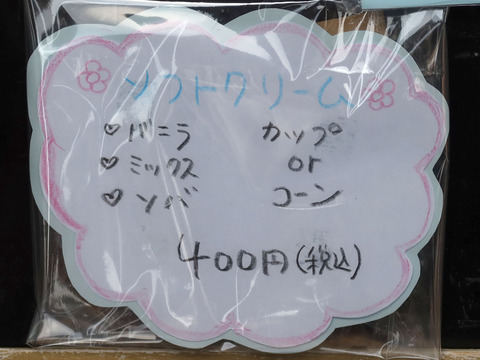 ソフトクリーム
♡バニラ カップ
♡ミックス or
♡ソバ コーン
400円(税込)